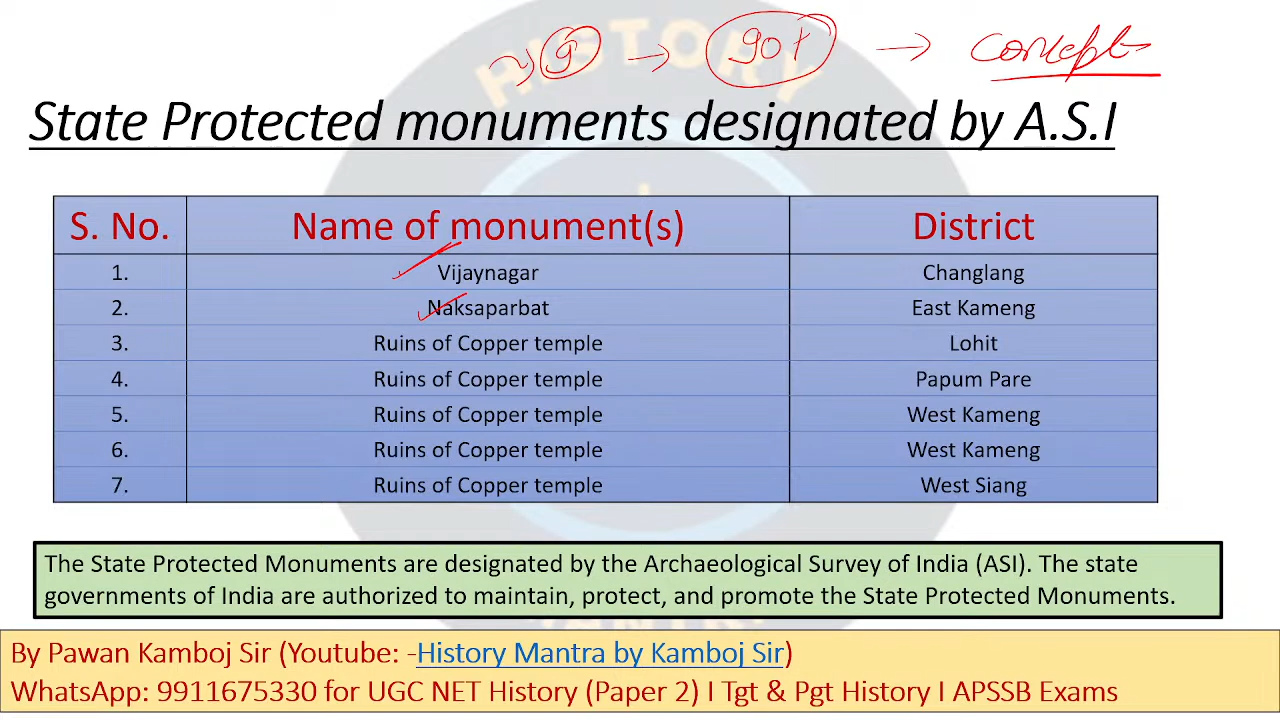 HISTORY
90+ → concepts
State Protected monuments designated by A.S.I
S. No. Name of monument(s) District
1. Vijaynagar Changlang
2. Naksaparbat East Kameng
3. Ruins of Copper temple Lohit
4. Ruins of Copper temple Papum Pare
5. Ruins of Copper temple West Kameng
6. Ruins of Copper temple West Kameng
7. Ruins of Copper temple West Siang
The State Protected Monuments are designated by the Archaeological Survey of India (ASI). The state
governments of India are authorized to maintain, protect, and promote the State Protected Monuments.
By Pawan Kamboj Sir (Youtube: -History Mantra by Kamboj Sir)
WhatsApp: 9911675330 for UGC NET History (Paper 2) I Tgt & Pgt History I APSSB Exams